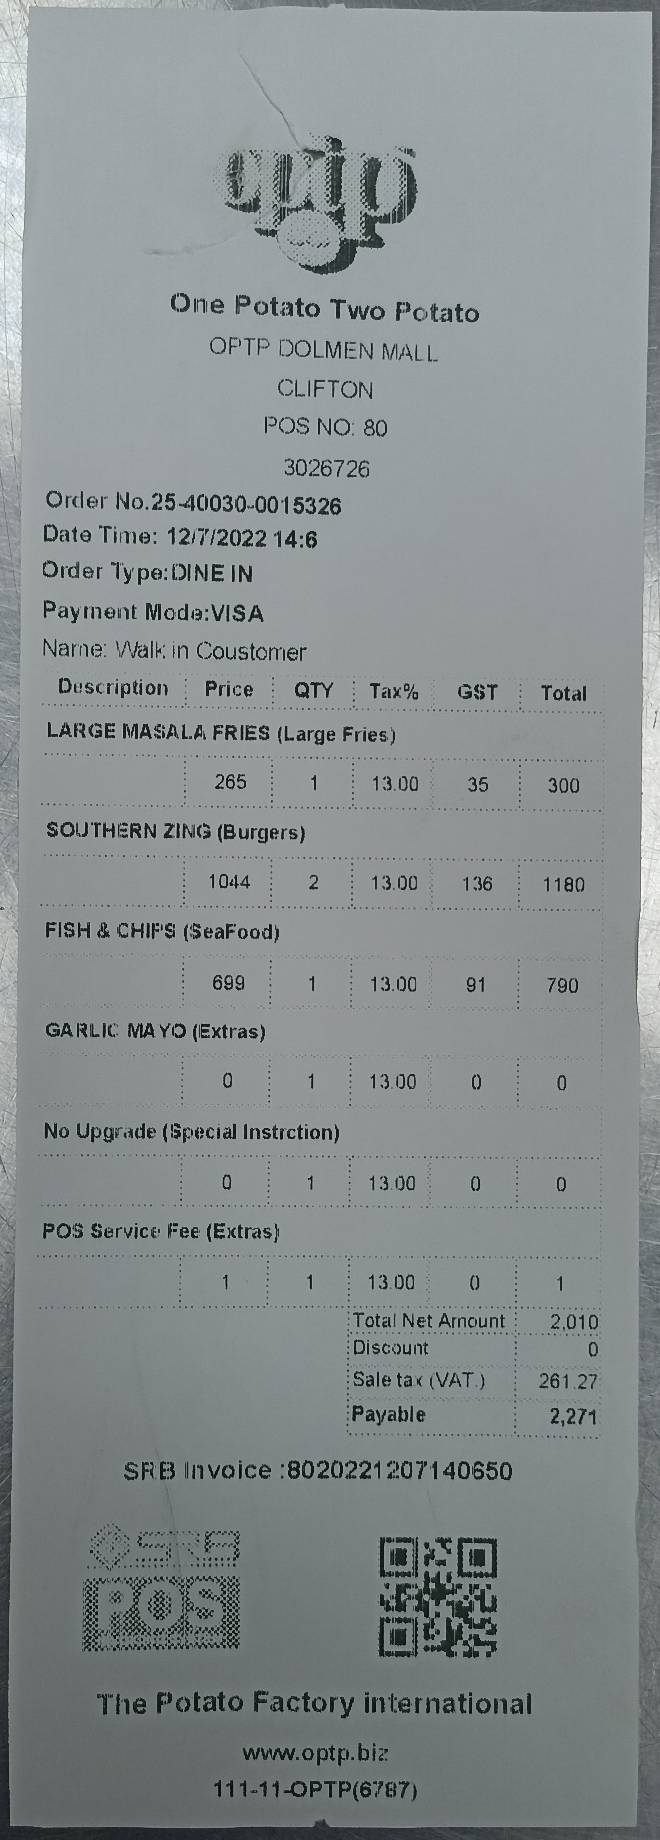 optp
One Potato Two Potato
OPTP DOLMEN MALL
CLIFTON
POS NO: 80
3026726
Order No.25-40030-0015326
Date Time: 12/7/2022 14:6
Order Type:DINE IN
Payment Mode:VISA
Name: Walk in Coustomer
Description Price QTY Tax% GST Total
LARGE MASALA FRIES (Large Fries)
265 1 13.00 35 300
SOUTHERN ZING (Burgers)
1044 2 13.00 136 1180
FISH & CHIPS (SeaFood)
699 1 13.00 91 790
GARLIC MAYO (Extras)
0 1 13.00 0 0
No Upgrade (Special Instrction)
0 1 13.00 0 0
POS Service Fee (Extras)
1 1 13.00 0 1
Total Net Amount 2,010
Discount 0
Sale tax (VAT.) 261.27
Payable 2,271
SRB Invoice :8020221207140650
SRB
POS
The Potato Factory international
www.optp.biz
111-11-OPTP(6787)